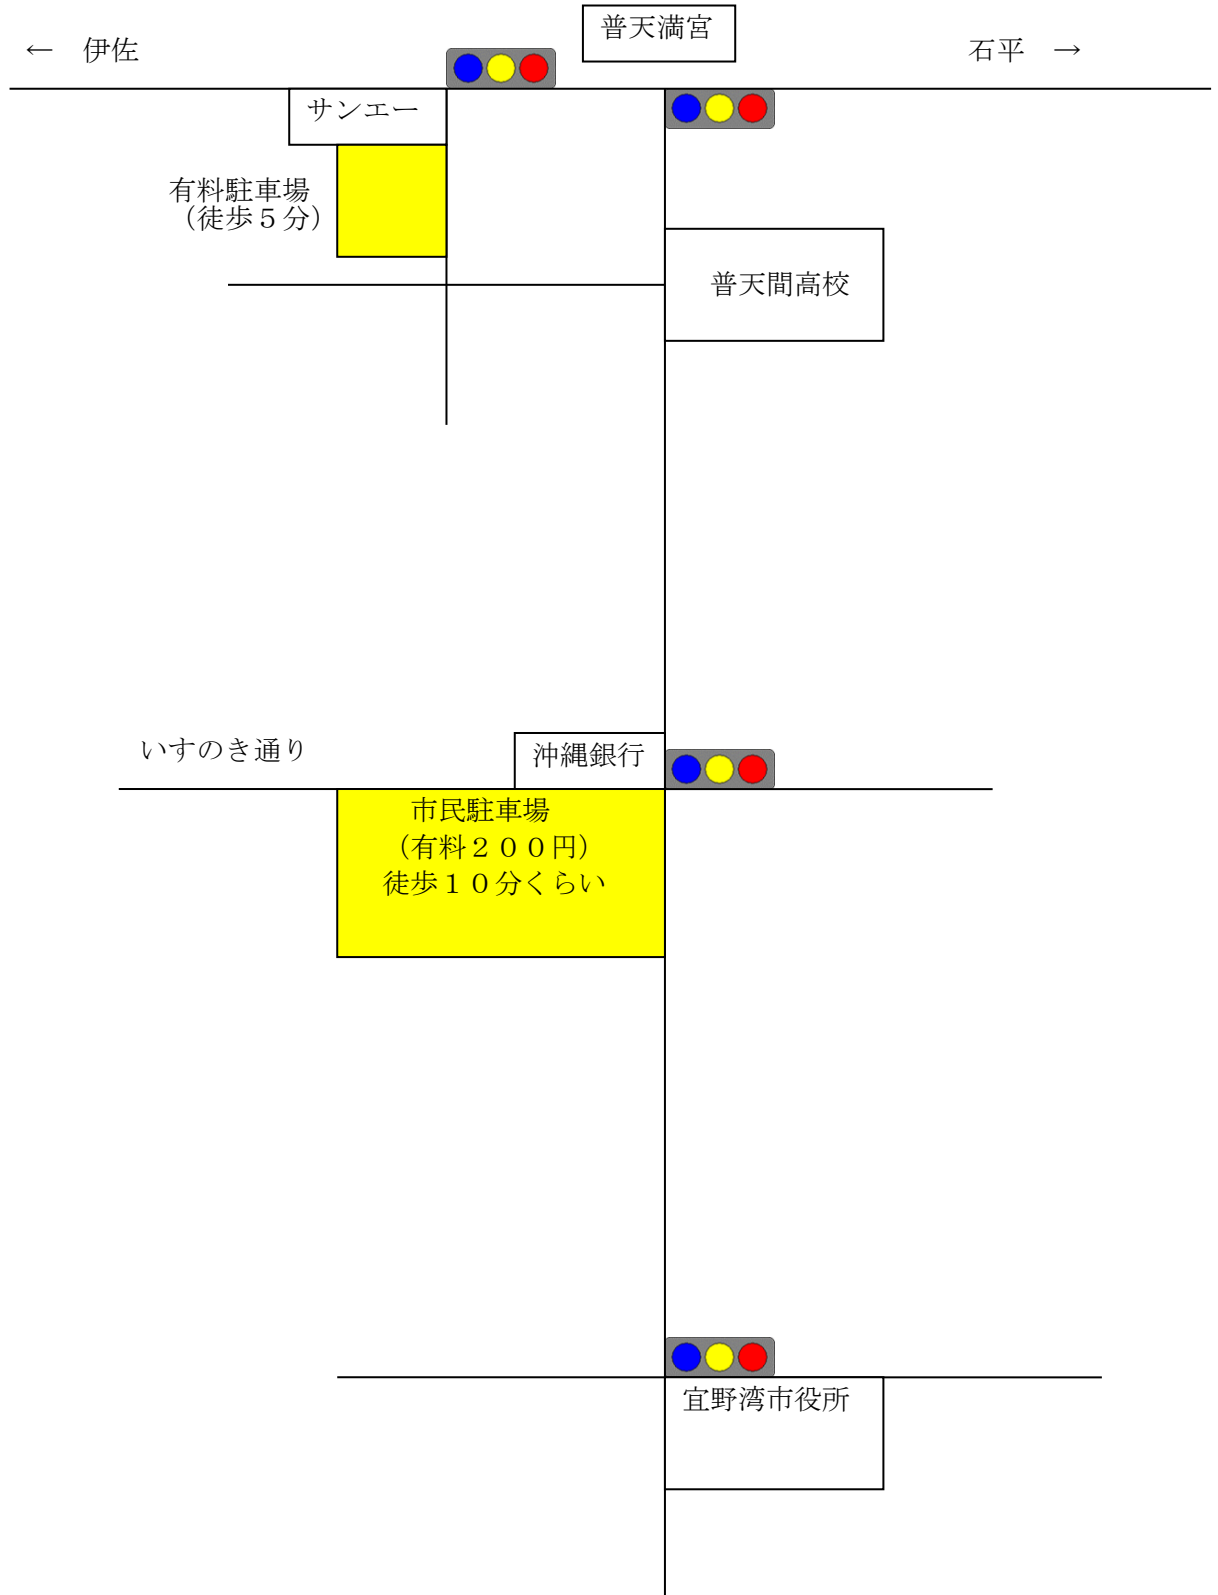 普天満宮
←　伊佐
石平　→
サンエー
有料駐車場
（徒歩５分）
普天間高校
いすのき通り
沖縄銀行
市民駐車場
（有料２００円）
徒歩１０分くらい
宜野湾市役所